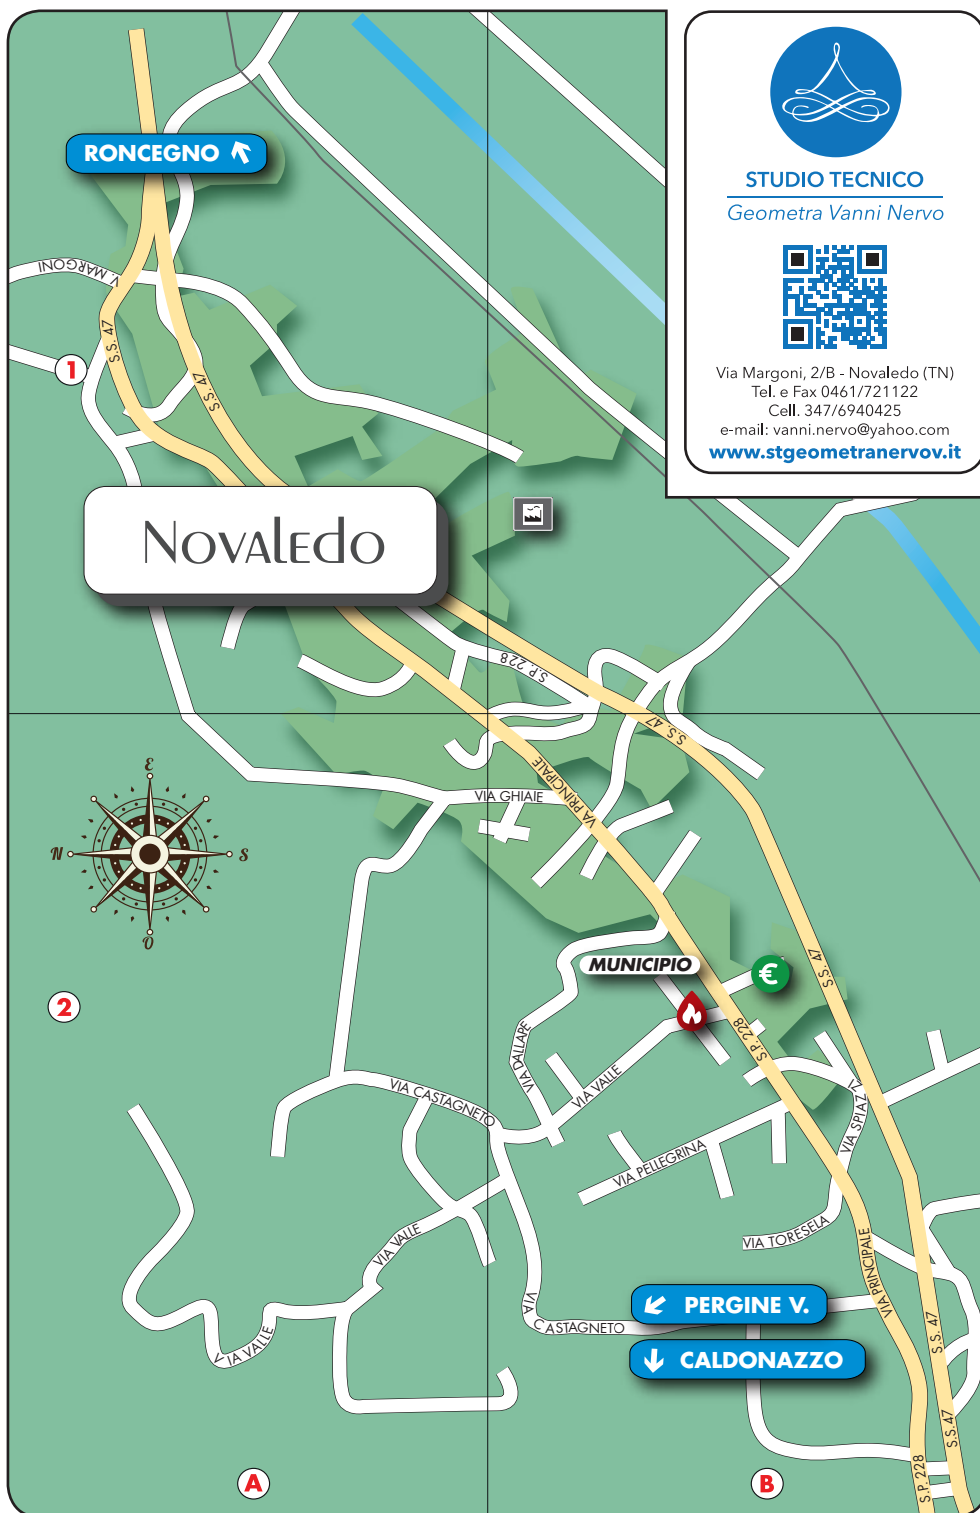 RONCEGNO
STUDIO TECNICO
Geometra Vanni Nervo
Via Margoni, 2/B - Novaledo (TN)
Tel. e Fax 0461/721122
Cell. 347/6940425
e-mail: vanni.nervo@yahoo.com
www.stgeometranervov.it
V. MARGONI
S.S. 47
1
S.S. 47
Novaledo
S.P. 228
S.S. 47
VIA PRINCIPALE
VIA GHIAIE
E
N
S
O
MUNICIPIO
€
S.S. 47
2
S.P. 228
VIA DALLAPE
VIA VALLE
VIA CASTAGNETO
VIA SPIAZZI
VIA PELLEGRINA
VIA TORESELA
VIA VALLE
VIA PRINCIPALE
VIA CASTAGNETO
PERGINE V.
VIA VALLE
S.S. 47
CALDONAZZO
S.S. 47
S.P. 228
A
B